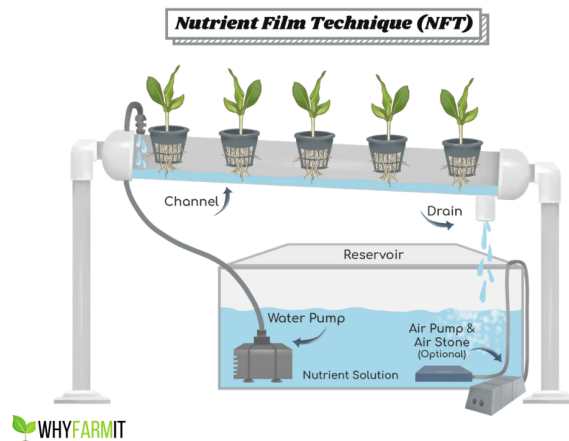 Nutrient Film Technique (NFT)
Channel
Drain
Reservoir
Water Pump
Air Pump &
Air Stone
(Optional)
Nutrient Solution
WHYFARMIT